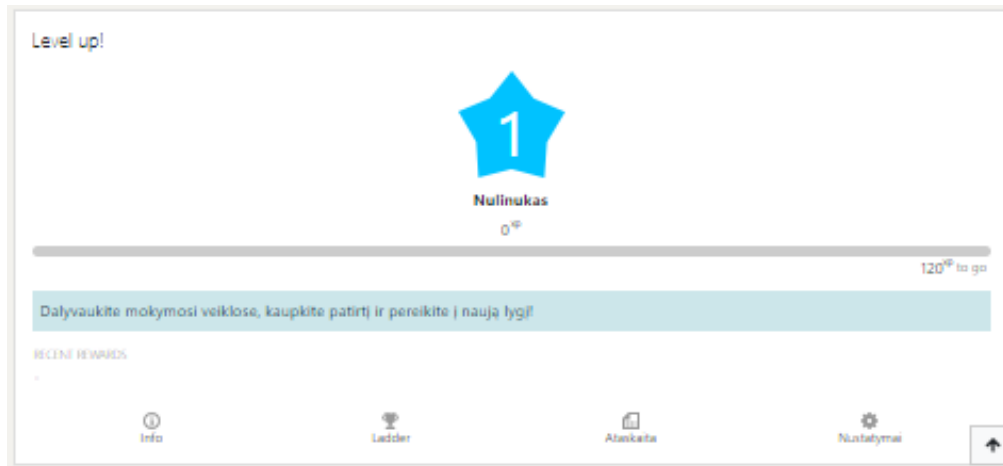 Level up!
1
Nulinukas
0xp
120xp to go
Dalyvaukite mokymosi veiklose, kaupkite patirtį ir pereikite į naują lygį!
RECENT REWARDS
-
Info
Ladder
Ataskaita
Nustatymai